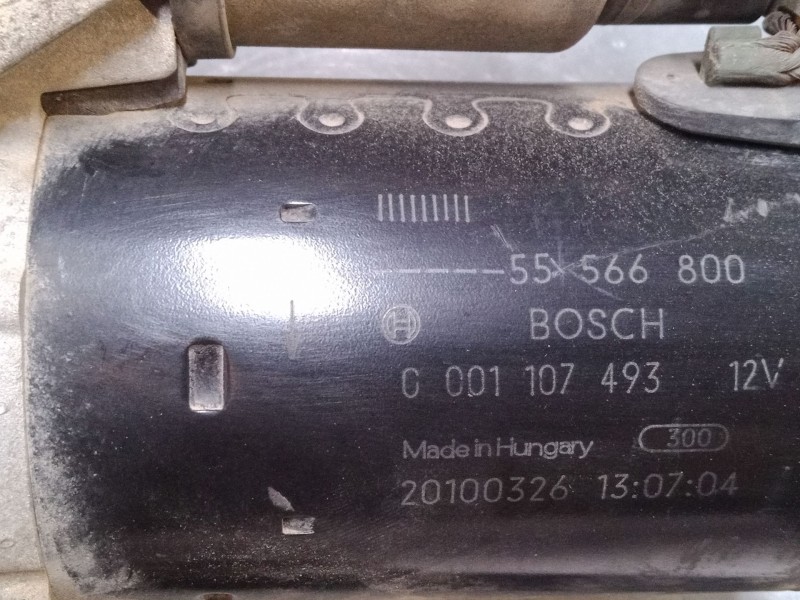 -----55 566 800
BOSCH
0 001 107 493 12V
Made in Hungary 300
20100326 13:07:04